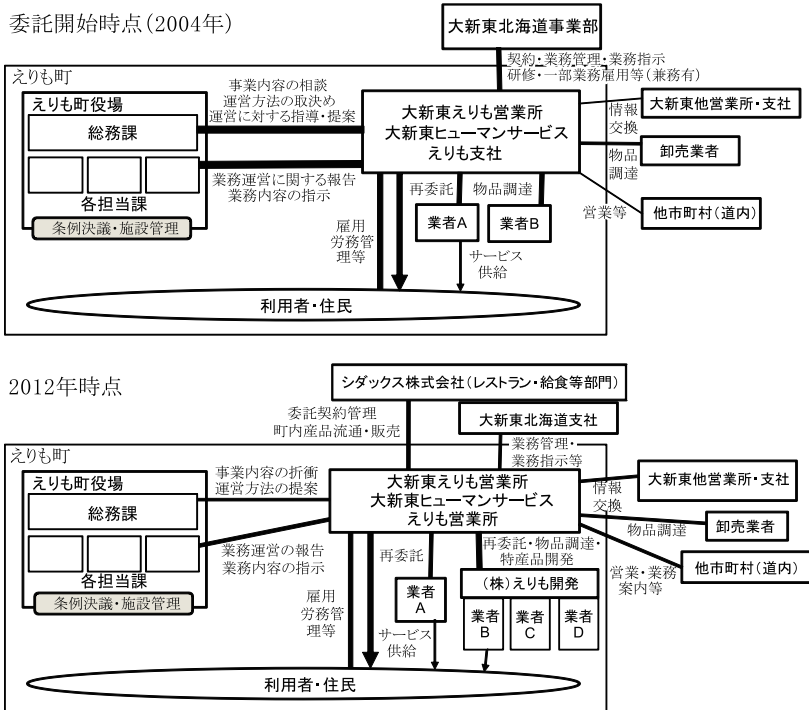 委託開始時点(2004年)
大新東北海道事業部
契約・業務管理・業務指示
研修・一部業務雇用等(兼務有)
えりも町
えりも町役場
総務課
各担当課
条例決議・施設管理
事業内容の相談
運営方法の取決め
運営に対する指導・提案
業務運営に関する報告
業務内容の指示
大新東えりも営業所
大新東ヒューマンサービス
えりも支社
情報
交換
大新東他営業所・支社
物品
調達
卸売業者
営業等
他市町村(道内)
再委託
物品調達
業者A
業者B
雇用
労務管
理等
サービス
供給
利用者・住民
2012年時点
シダックス株式会社(レストラン・給食等部門)
委託契約管理
町内産品流通・販売
大新東北海道支社
業務管理・
業務指示等
えりも町
えりも町役場
総務課
各担当課
条例決議・施設管理
事業内容の折衝
運営方法の提案
業務運営の報告
業務内容の指示
大新東えりも営業所
大新東ヒューマンサービス
えりも営業所
情報
交換
大新東他営業所・支社
物品調達
卸売業者
営業・業務
案内等
他市町村(道内)
再委託
再委託・物品調達・
特産品開発
(株)えりも開発
業者
A
業者
B
業者
C
業者
D
雇用
労務管
理等
サービス
供給
利用者・住民